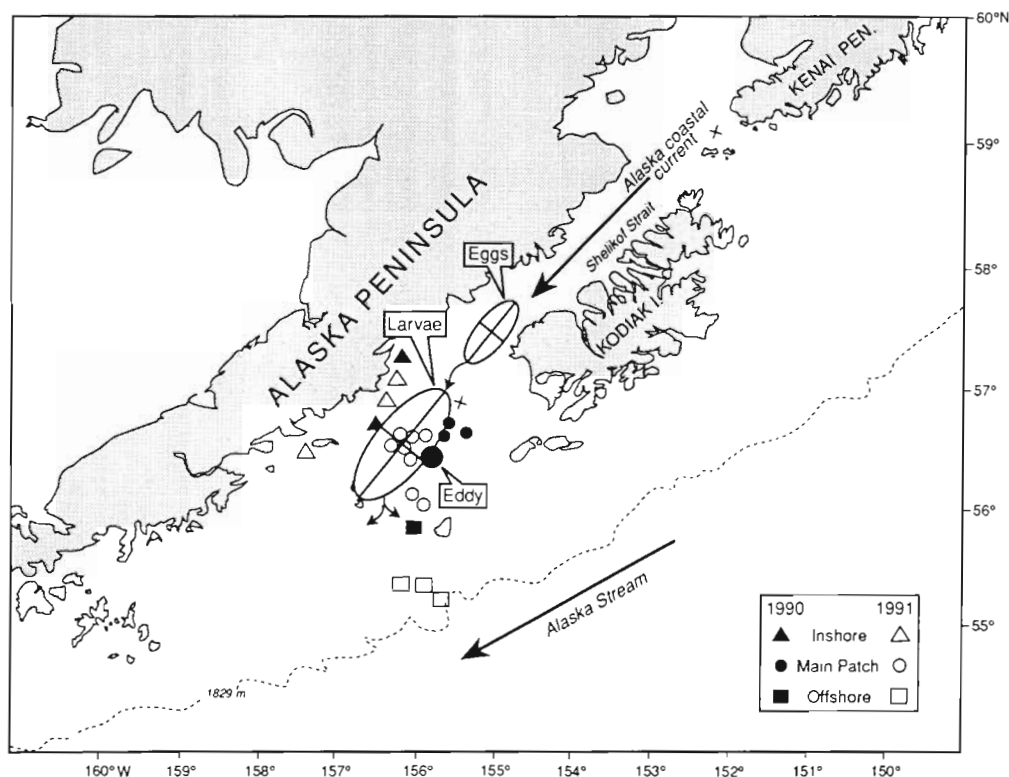 60°N
KENAI PEN.
59°
Alaska coastal
current
Shelikof Strait
ALASKA PENINSULA
58°
Eggs
KODIAK I.
Larvae
57°
Eddy
56°
Alaska Stream
55°
1990 1991
Inshore
Main Patch
Offshore
1829 m
160°W 159° 158° 157° 156° 155° 154° 153° 152° 151° 150°